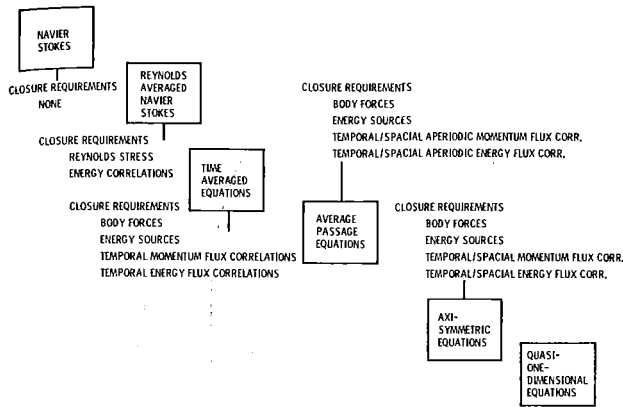 NAVIER
STOKES
CLOSURE REQUIREMENTS
NONE
REYNOLDS
AVERAGED
NAVIER
STOKES
CLOSURE REQUIREMENTS
REYNOLDS STRESS
ENERGY CORRELATIONS
TIME
AVERAGED
EQUATIONS
CLOSURE REQUIREMENTS
BODY FORCES
ENERGY SOURCES
TEMPORAL MOMENTUM FLUX CORRELATIONS
TEMPORAL ENERGY FLUX CORRELATIONS
CLOSURE REQUIREMENTS
BODY FORCES
ENERGY SOURCES
TEMPORAL/SPACIAL APERIODIC MOMENTUM FLUX CORR.
TEMPORAL/SPACIAL APERIODIC ENERGY FLUX CORR.
AVERAGE
PASSAGE
EQUATIONS
CLOSURE REQUIREMENTS
BODY FORCES
ENERGY SOURCES
TEMPORAL/SPACIAL MOMENTUM FLUX CORR.
TEMPORAL/SPACIAL ENERGY FLUX CORR.
AXI-
SYMMETRIC
EQUATIONS
QUASI-
ONE-
DIMENSIONAL
EQUATIONS